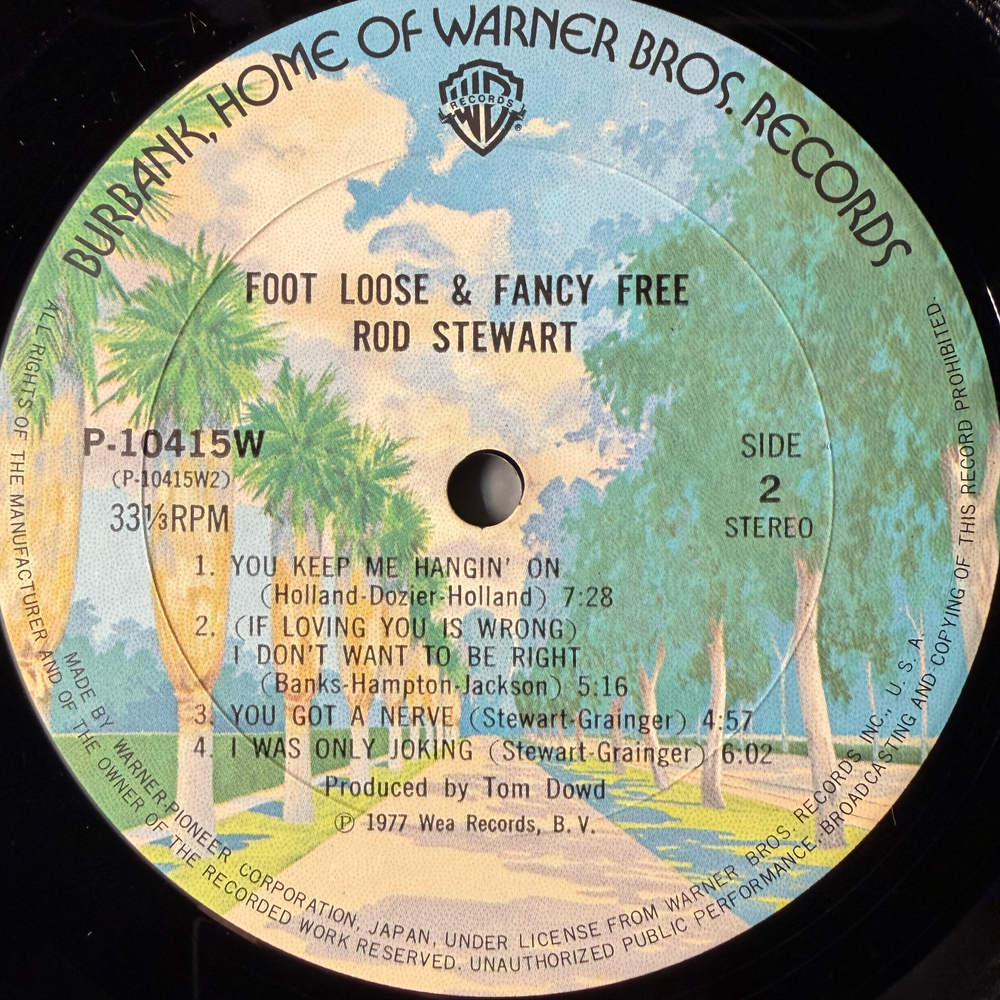 BURBANK, HOME OF WARNER BROS. RECORDS
WB
RECORDS
®
FOOT LOOSE & FANCY FREE
ROD STEWART
P-10415W
(P-10415W2)
33⅓RPM
SIDE
2
STEREO
1. YOU KEEP ME HANGIN' ON
(Holland-Dozier-Holland) 7:28
2. (IF LOVING YOU IS WRONG)
I DON'T WANT TO BE RIGHT
(Banks-Hampton-Jackson) 5:16
3. YOU GOT A NERVE (Stewart-Grainger) 4:57
4. I WAS ONLY JOKING (Stewart-Grainger) 6:02
Produced by Tom Dowd
℗ 1977 Wea Records, B. V.
MADE BY WARNER-PIONEER CORPORATION, JAPAN, UNDER LICENSE FROM WARNER BROS. RECORDS INC., U. S. A.
ALL RIGHTS OF THE MANUFACTURER AND OF THE OWNER OF THE RECORDED WORK RESERVED. UNAUTHORIZED PUBLIC PERFORMANCE, BROADCASTING AND COPYING OF THIS RECORD PROHIBITED.